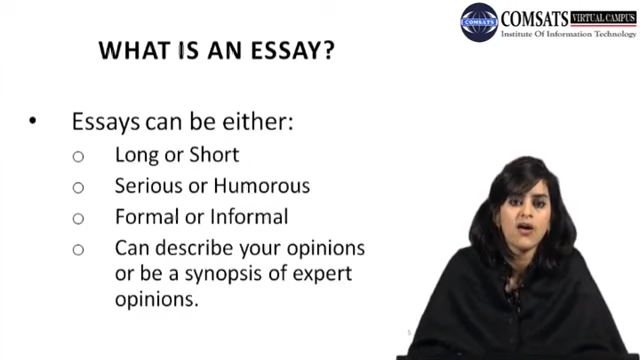 COMSATS VIRTUAL CAMPUS
Institute Of Information Technology
WHAT IS AN ESSAY?
• Essays can be either:
o Long or Short
o Serious or Humorous
o Formal or Informal
o Can describe your opinions
or be a synopsis of expert
opinions.
5